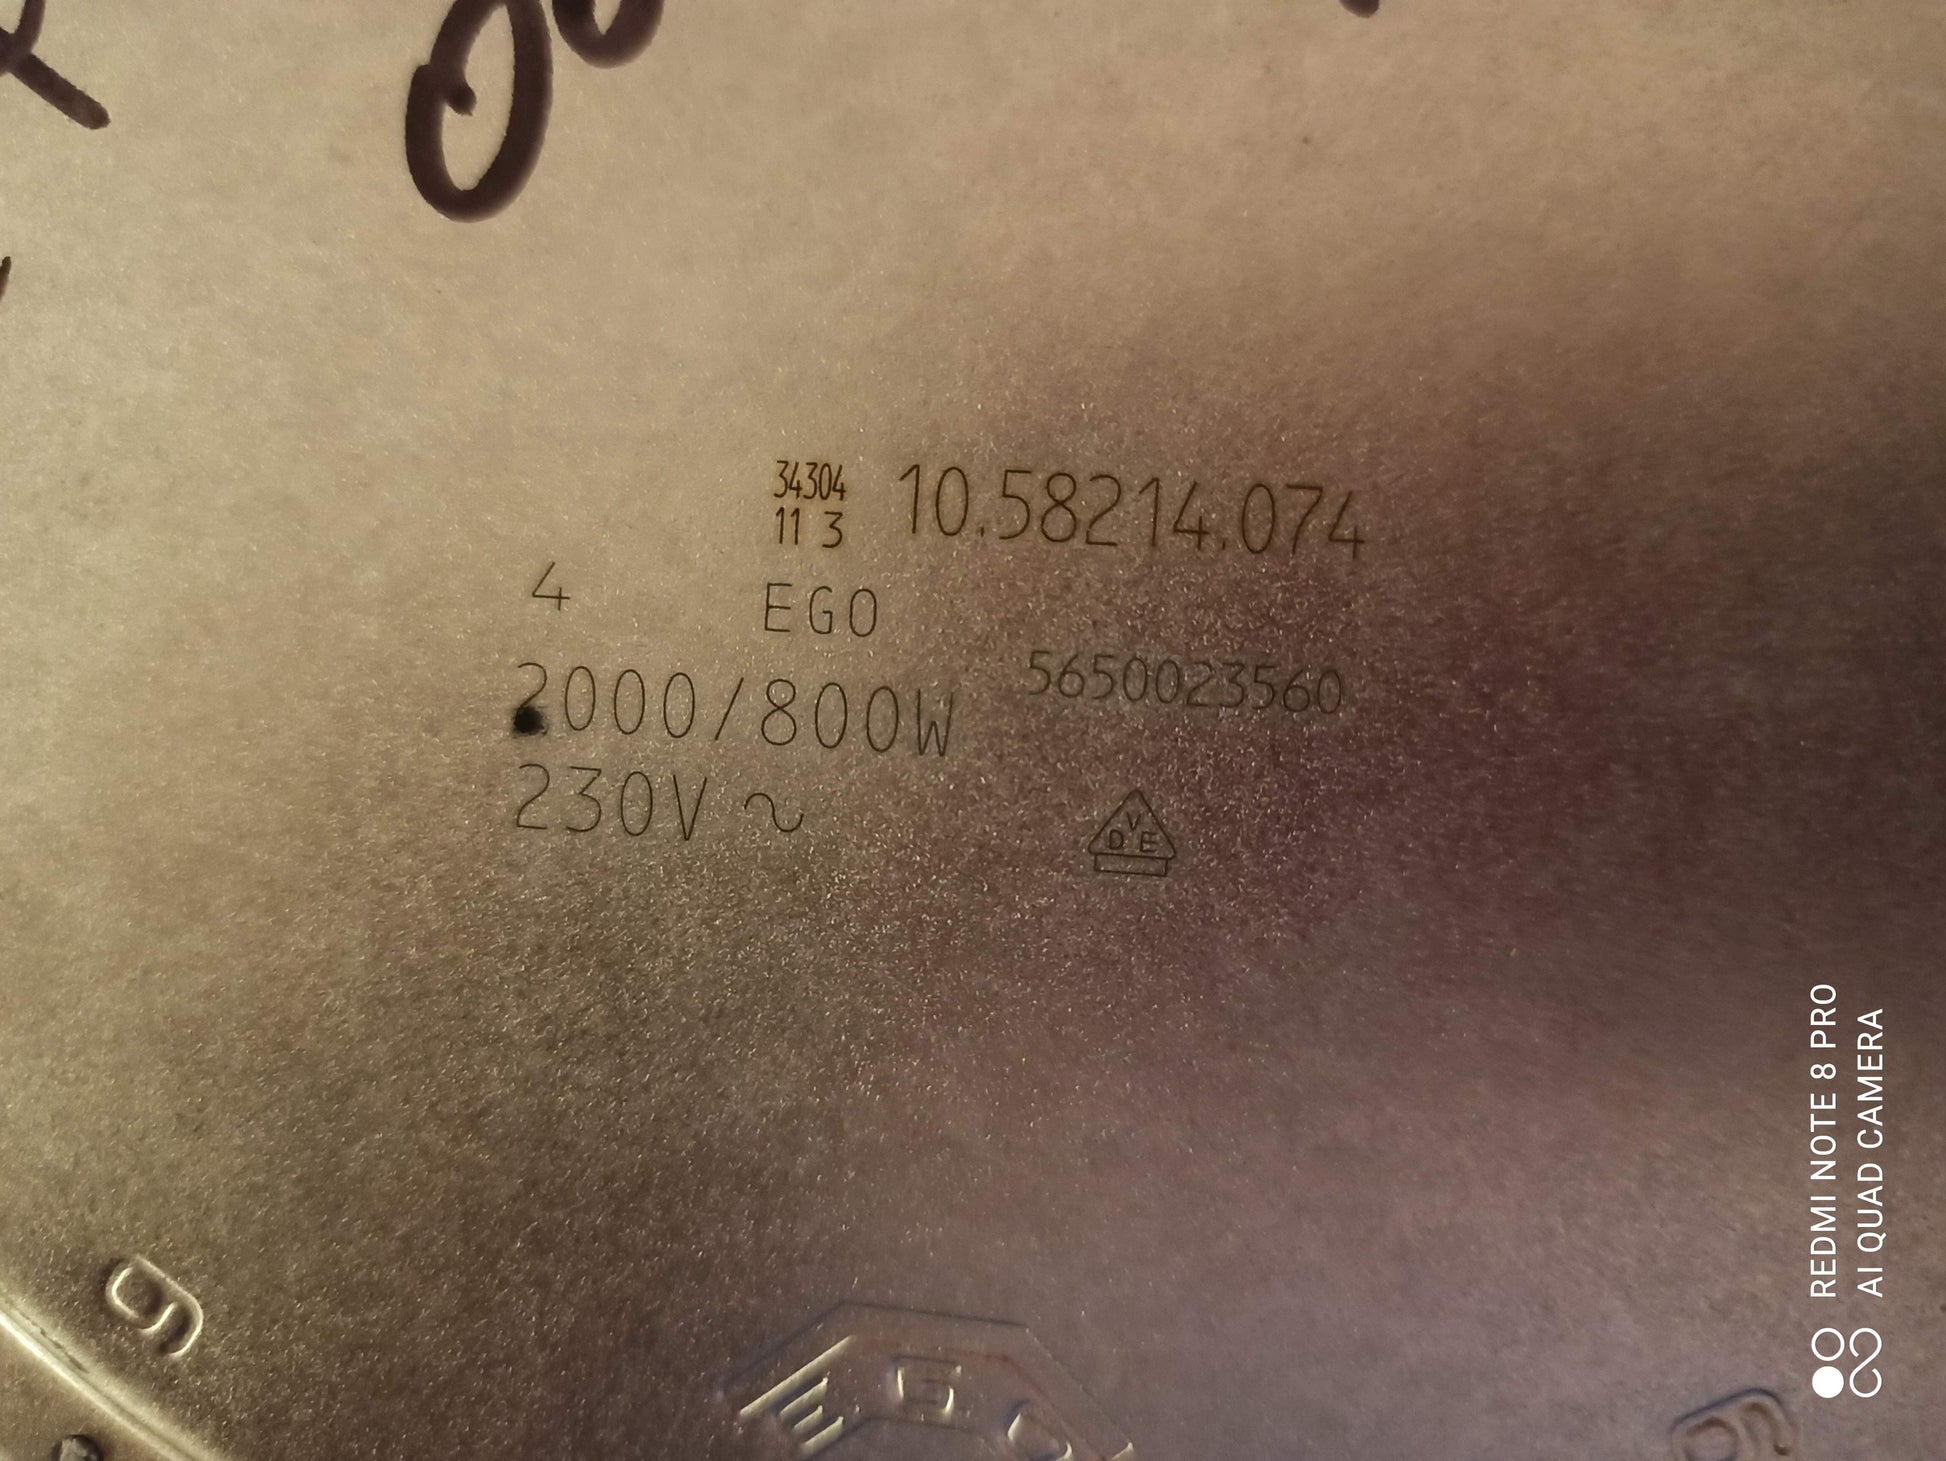 34304
11 3
10.58214.074
4 EGO
2000/800W 5650023560
230V ~
VDE
EGO
REDMI NOTE 8 PRO
AI QUAD CAMERA